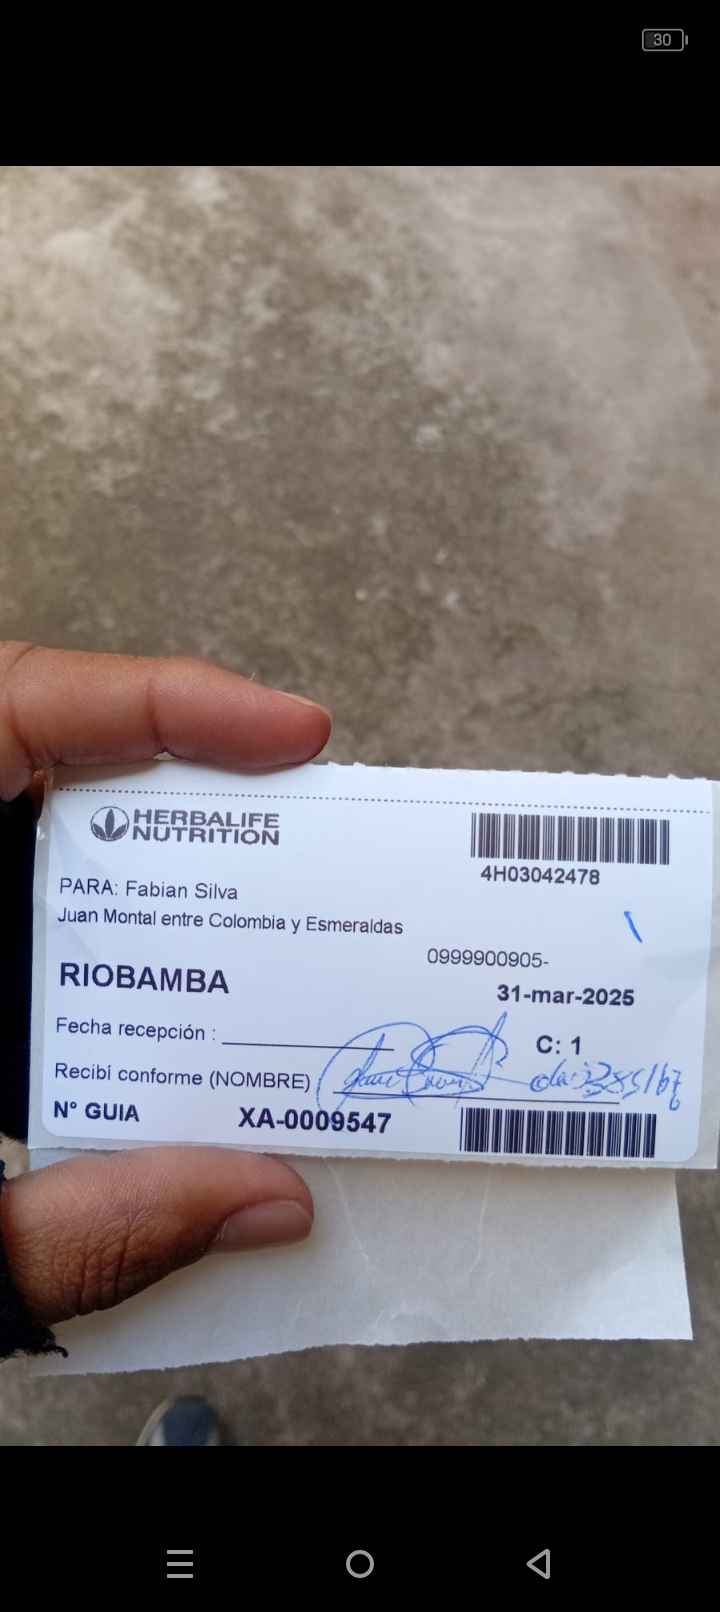 30
HERBALIFE
NUTRITION
4H03042478
PARA: Fabian Silva
Juan Montal entre Colombia y Esmeraldas
0999900905-
RIOBAMBA
31-mar-2025
Fecha recepción :
C: 1
Recibí conforme (NOMBRE)
N° GUIA XA-0009547